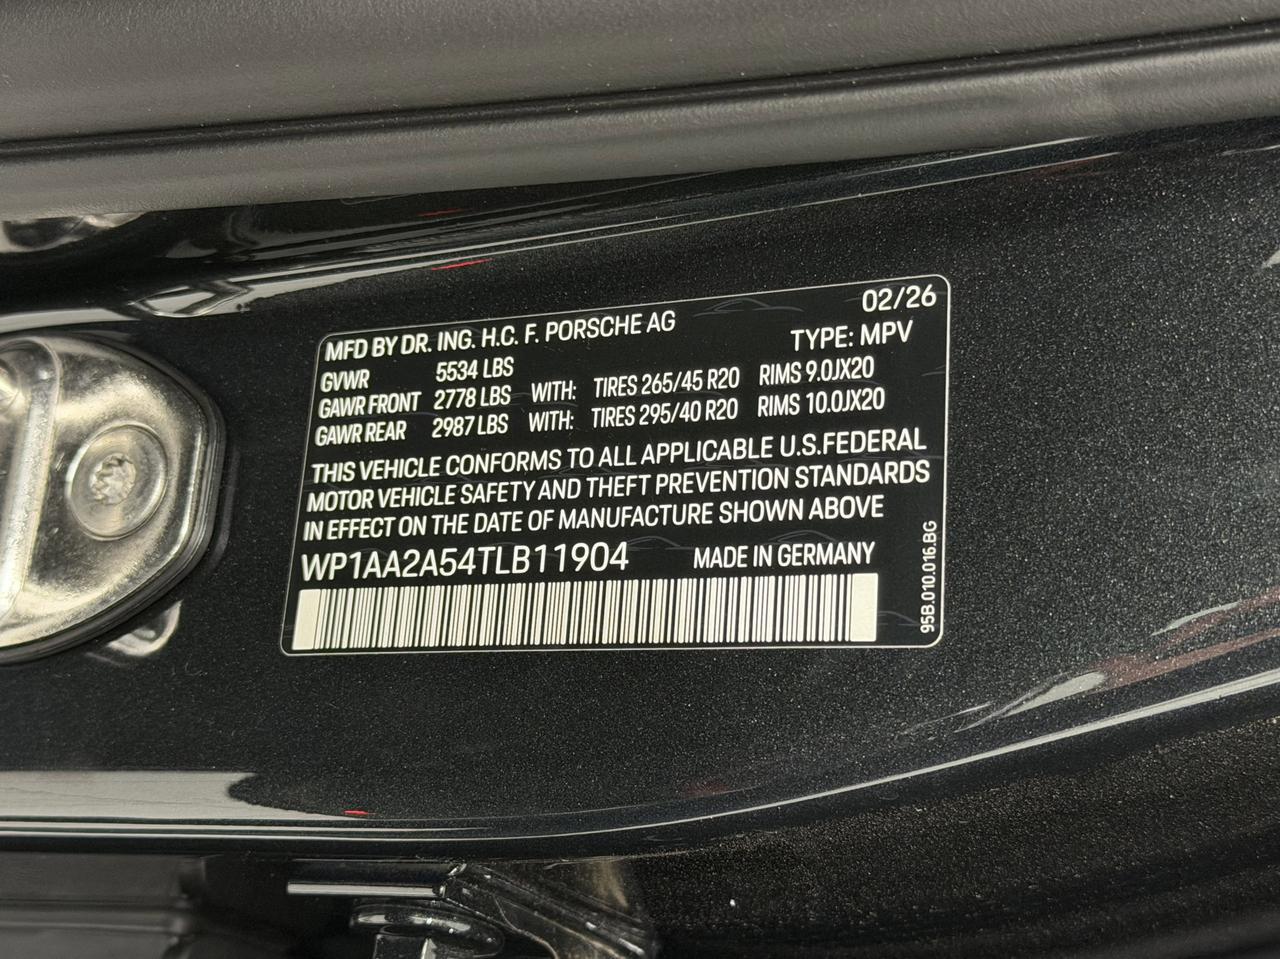 02/26
MFD BY DR. ING. H.C. F. PORSCHE AG TYPE: MPV
GVWR 5534 LBS
GAWR FRONT 2778 LBS WITH: TIRES 265/45 R20 RIMS 9.0JX20
GAWR REAR 2987 LBS WITH: TIRES 295/40 R20 RIMS 10.0JX20
THIS VEHICLE CONFORMS TO ALL APPLICABLE U.S.FEDERAL
MOTOR VEHICLE SAFETY AND THEFT PREVENTION STANDARDS
IN EFFECT ON THE DATE OF MANUFACTURE SHOWN ABOVE
WP1AA2A54TLB11904 MADE IN GERMANY
95B.010.016.BG